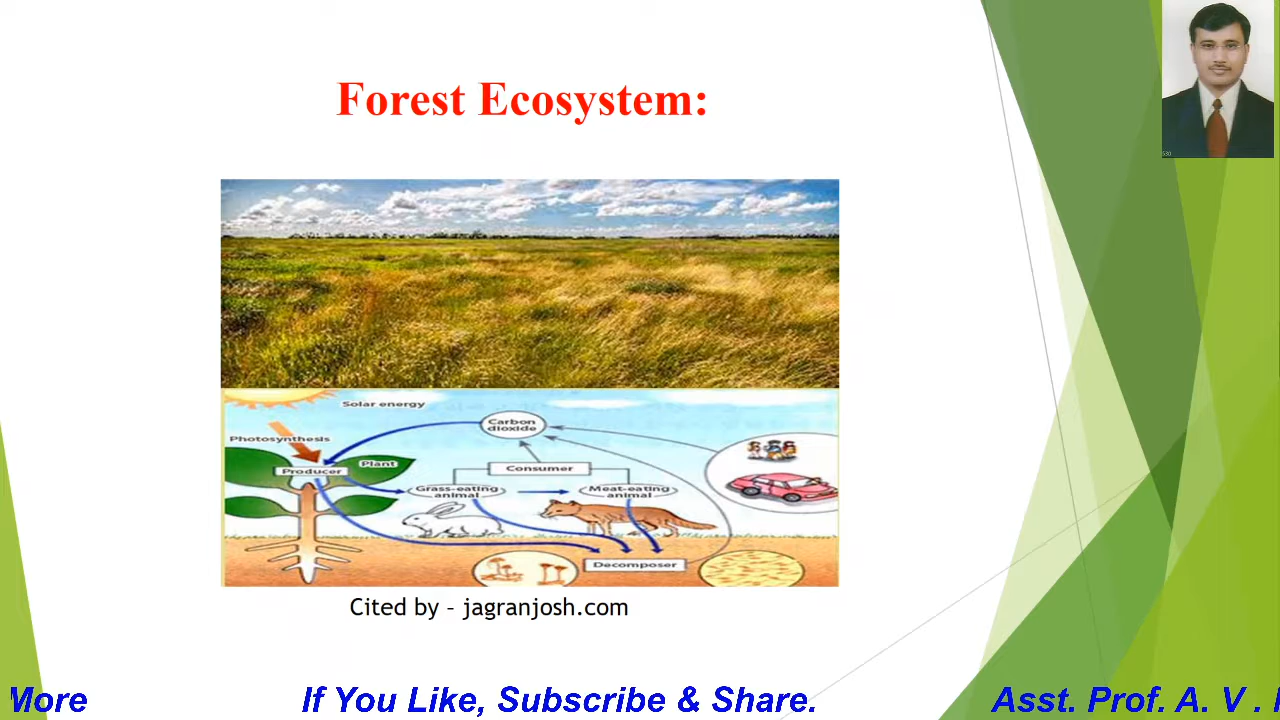 Forest Ecosystem:
Solar energy
Carbon
dioxide
Photosynthesis
Plant
Producer
Consumer
Grass-eating
animal
Meat-eating
animal
Decomposer
Cited by - jagranjosh.com
More If You Like, Subscribe & Share. Asst. Prof. A. V .